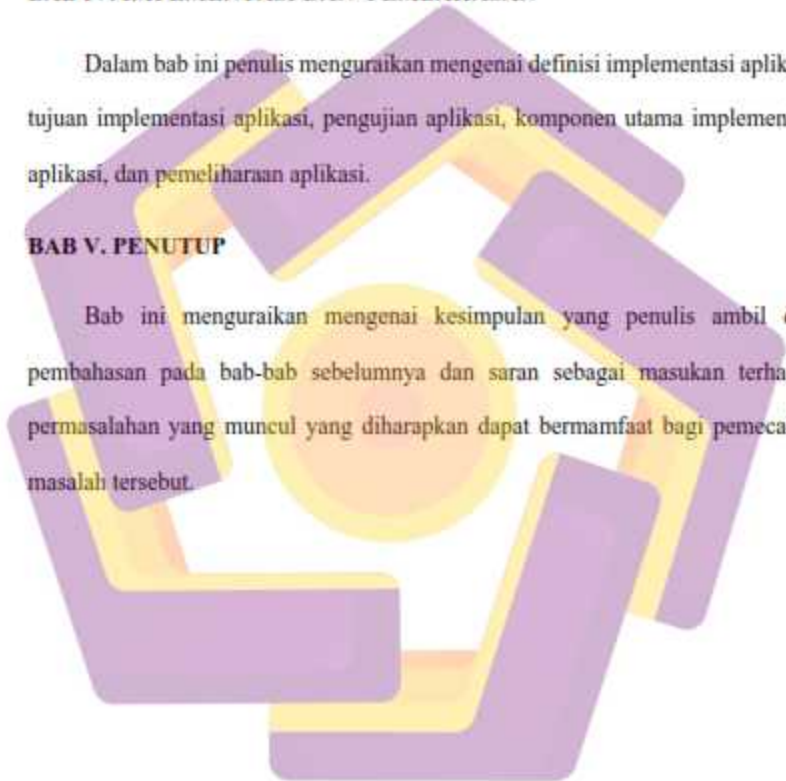 Dalam bab ini penulis menguraikan mengenai definisi implementasi aplik
tujuan implementasi aplikasi, pengujian aplikasi, komponen utama implemen
aplikasi, dan pemeliharaan aplikasi.
BAB V. PENUTUP
Bab ini menguraikan mengenai kesimpulan yang penulis ambil
pembahasan pada bab-bab sebelumnya dan saran sebagai masukan terha
permasalahan yang muncul yang diharapkan dapat bermamfaat bagi pemeca
masalah tersebut.